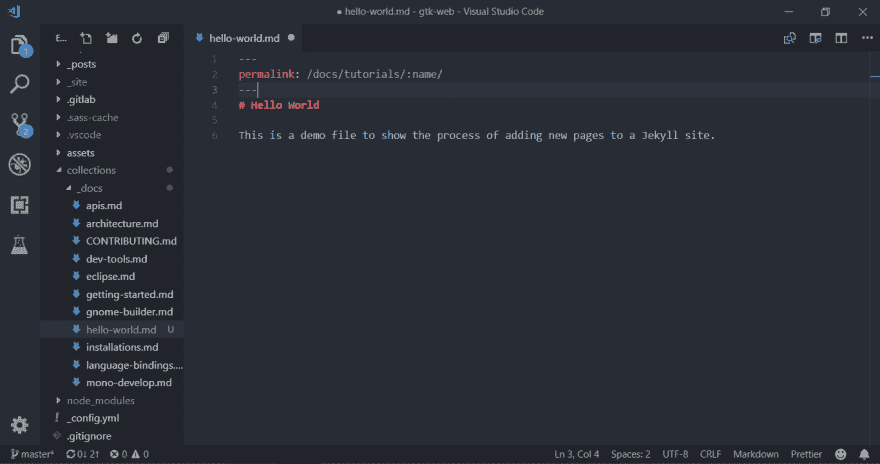 ● hello-world.md - gtk-web - Visual Studio Code
E...
hello-world.md ●
1
2
3
4
5
6
---
permalink: /docs/tutorials/:name/
---
# Hello World
This is a demo file to show the process of adding new pages to a Jekyll site.
1
2
_posts
_site
.gitlab
.sass-cache
.vscode
assets
collections
_docs
apis.md
architecture.md
CONTRIBUTING.md
dev-tools.md
eclipse.md
getting-started.md
gnome-builder.md
hello-world.md U
installations.md
language-bindings....
mono-develop.md
node_modules
! _config.yml
.gitignore
master* 0↓ 2↑ 0 0 Ln 3, Col 4 Spaces: 2 UTF-8 CRLF Markdown Prettier